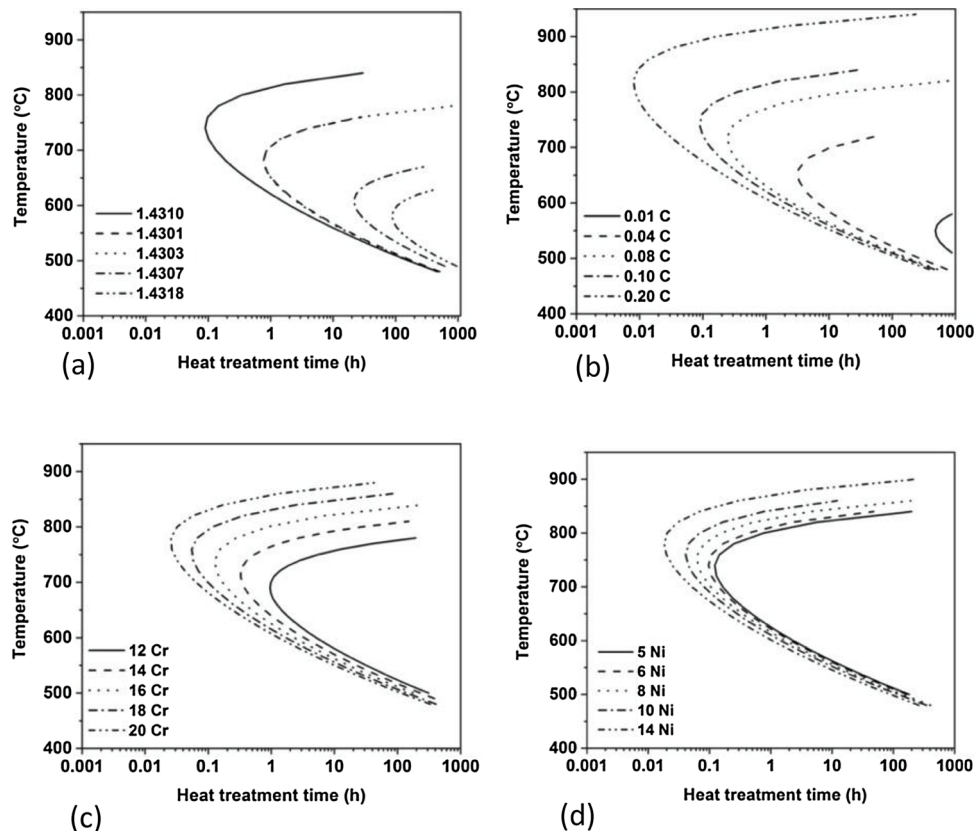 900
800
700
600
500
400
Temperature (°C)
1.4310
1.4301
1.4303
1.4307
1.4318
0.001 0.01 0.1 1 10 100 1000
Heat treatment time (h)
(a)
900
800
700
600
500
400
Temperature (°C)
0.01 C
0.04 C
0.08 C
0.10 C
0.20 C
0.001 0.01 0.1 1 10 100 1000
Heat treatment time (h)
(b)
900
800
700
600
500
400
Temperature (°C)
12 Cr
14 Cr
16 Cr
18 Cr
20 Cr
0.001 0.01 0.1 1 10 100 1000
Heat treatment time (h)
(c)
900
800
700
600
500
400
Temperature (°C)
5 Ni
6 Ni
8 Ni
10 Ni
14 Ni
0.001 0.01 0.1 1 10 100 1000
Heat treatment time (h)
(d)